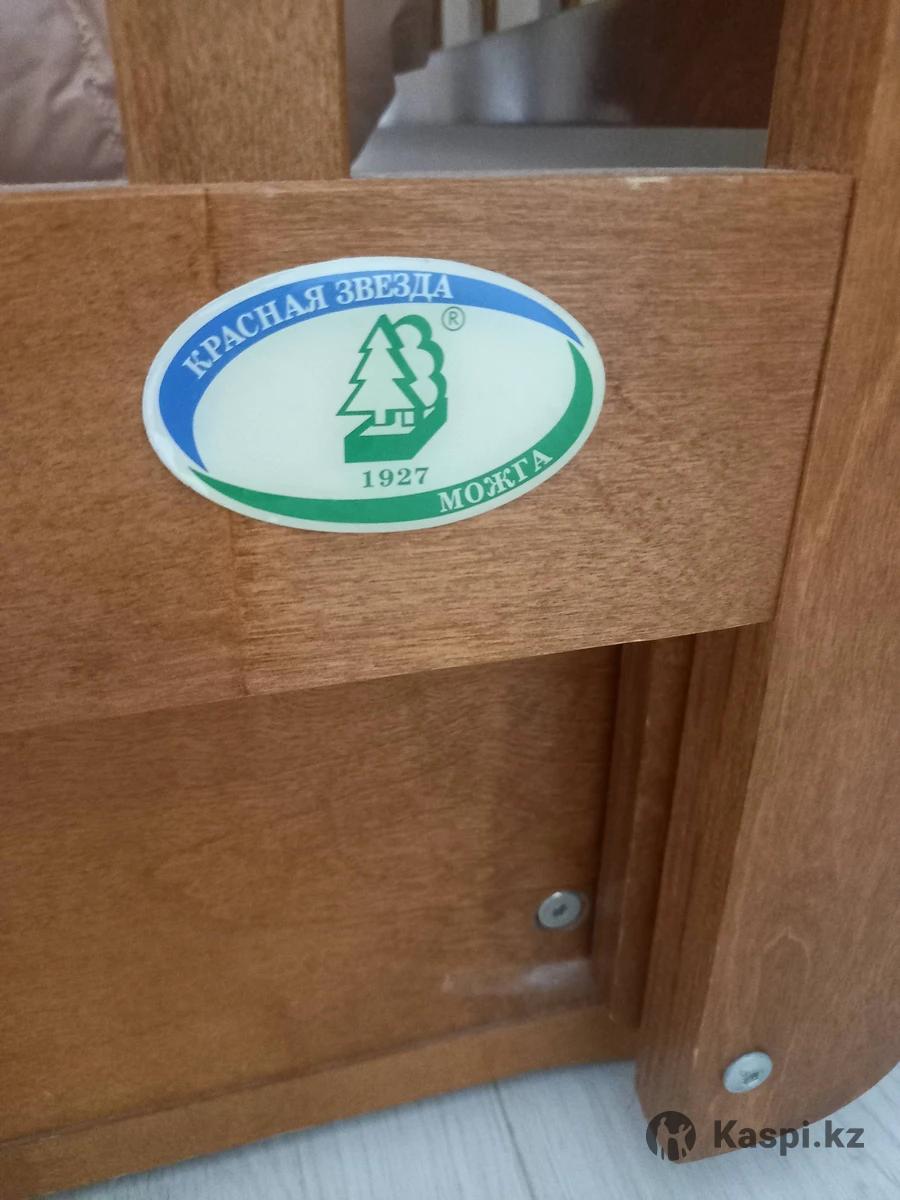 КРАСНАЯ ЗВЕЗДА
®
1927
МОЖГА
Kaspi.kz